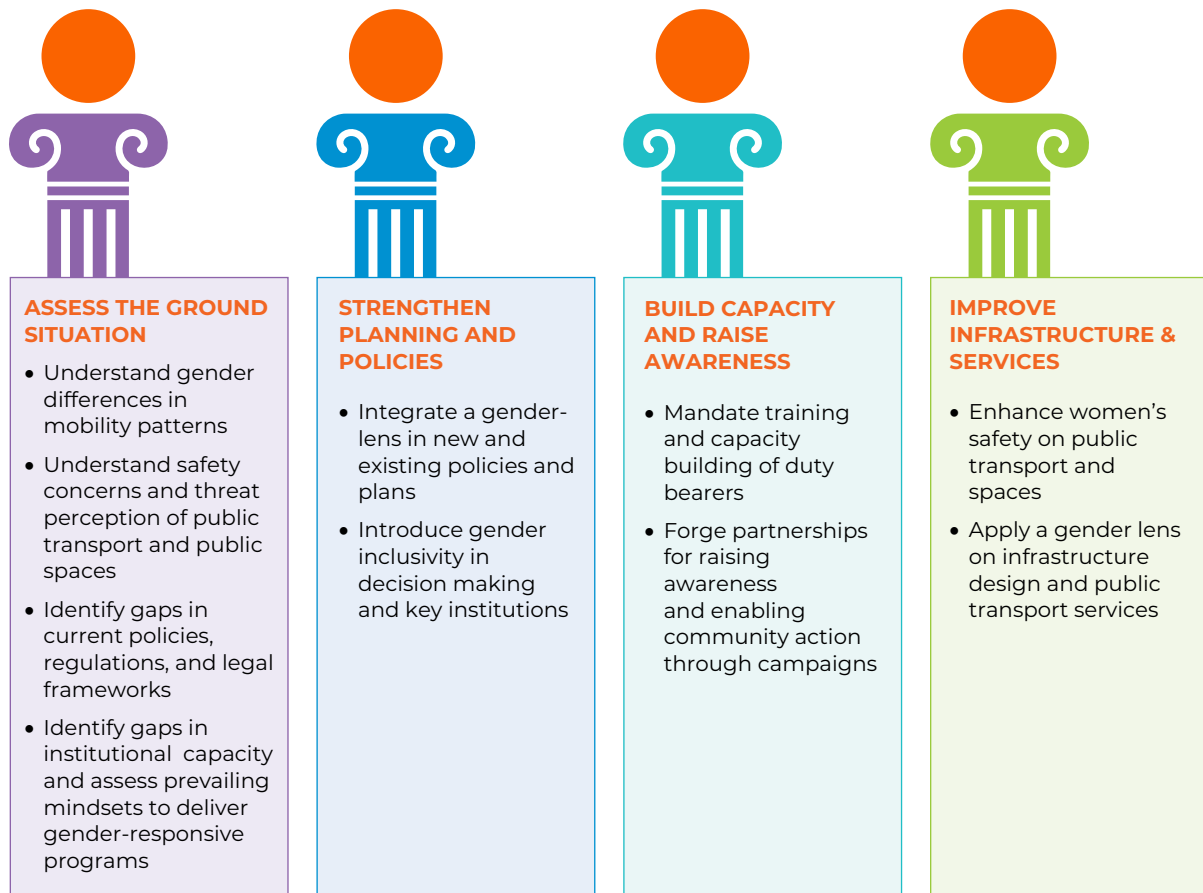 ASSESS THE GROUND
SITUATION
• Understand gender
differences in
mobility patterns
• Understand safety
concerns and threat
perception of public
transport and public
spaces
• Identify gaps in
current policies,
regulations, and legal
frameworks
• Identify gaps in
institutional capacity
and assess prevailing
mindsets to deliver
gender-responsive
programs
STRENGTHEN
PLANNING AND
POLICIES
• Integrate a gender-
lens in new and
existing policies and
plans
• Introduce gender
inclusivity in
decision making
and key institutions
BUILD CAPACITY
AND RAISE
AWARENESS
• Mandate training
and capacity
building of duty
bearers
• Forge partnerships
for raising
awareness
and enabling
community action
through campaigns
IMPROVE
INFRASTRUCTURE &
SERVICES
• Enhance women’s
safety on public
transport and
spaces
• Apply a gender lens
on infrastructure
design and public
transport services